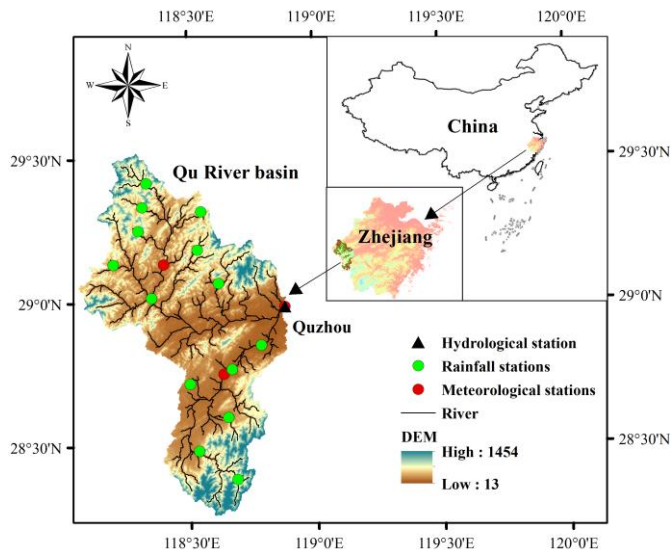 118°30'E 119°0'E 119°30'E 120°0'E
N
W E
S
China
29°30'N
29°30'N
Qu River basin
Zhejiang
29°0'N
29°0'N
Quzhou
Hydrological station
Rainfall stations
Meteorological stations
River
28°30'N
28°30'N
DEM
High : 1454
Low : 13
118°30'E 119°0'E 119°30'E 120°0'E